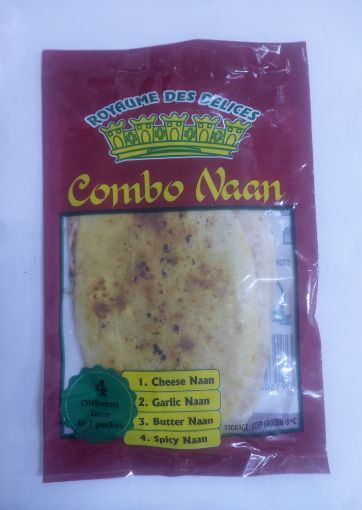 ROYAUME DES DELICES
Combo Naan
4
Different
Taste
in 1 packet
1. Cheese Naan
2. Garlic Naan
3. Butter Naan
4. Spicy Naan
STORAGE : KEEP FROZEN -5°C